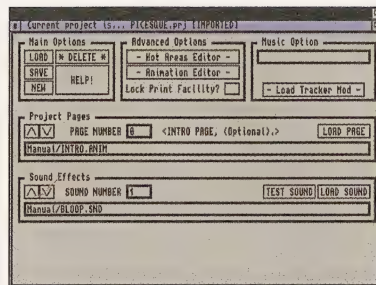 Current project (s... PICESQUE.prj [IMPORTED]
Main Options
LOAD
* DELETE *
SAVE
HELP!
NEW
Advanced Options
- Hot Areas Editor -
- Animation Editor -
Lock Print Facility?
Music Option
- Load Tracker Mod -
Project Pages
PAGE NUMBER 0 <INTRO PAGE, (Optional).> LOAD PAGE
Manual/INTRO.ANIM
Sound Effects
SOUND NUMBER 1 TEST SOUND LOAD SOUND
Manual/BLOOP.SND